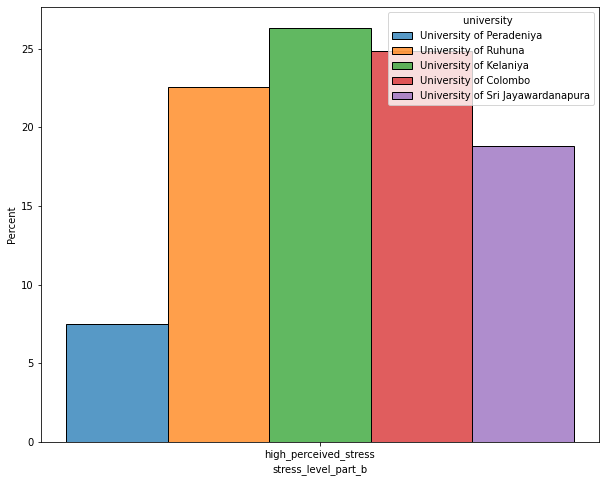 university
University of Peradeniya
University of Ruhuna
University of Kelaniya
University of Colombo
University of Sri Jayawardanapura
25
20
15
10
5
0
Percent
high_perceived_stress
stress_level_part_b